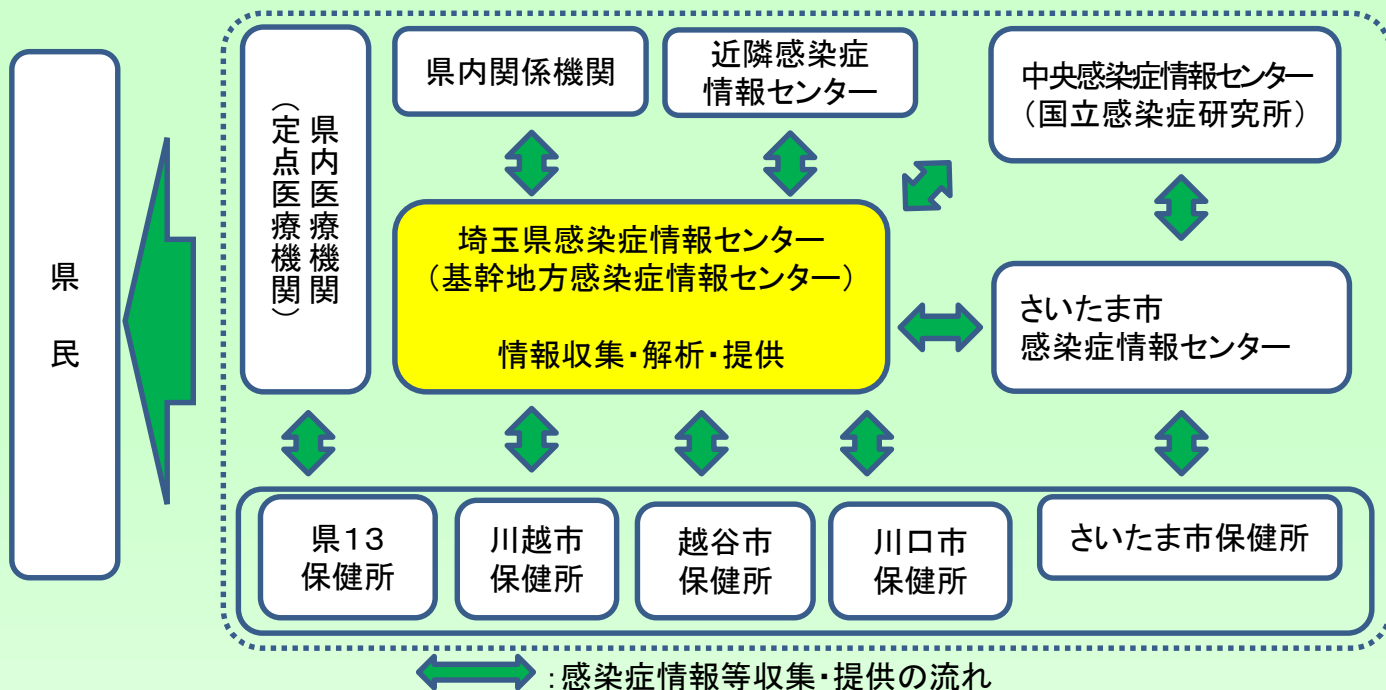 県民
県内医療機関
（定点医療機関）
県内関係機関
近隣感染症
情報センター
中央感染症情報センター
（国立感染症研究所）
埼玉県感染症情報センター
（基幹地方感染症情報センター）
情報収集・解析・提供
さいたま市
感染症情報センター
県１３
保健所
川越市
保健所
越谷市
保健所
川口市
保健所
さいたま市保健所
：感染症情報等収集・提供の流れ